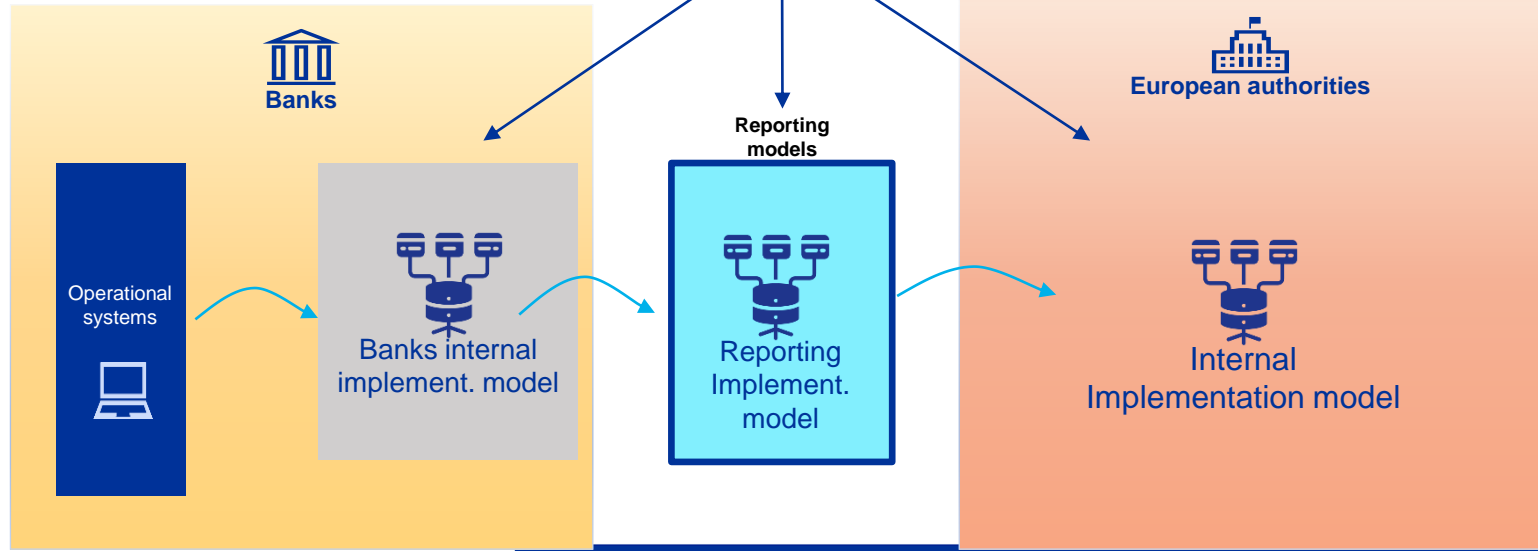 Banks
European authorities
Reporting
models
Operational
systems
Banks internal
implement. model
Reporting
Implement.
model
Internal
Implementation model